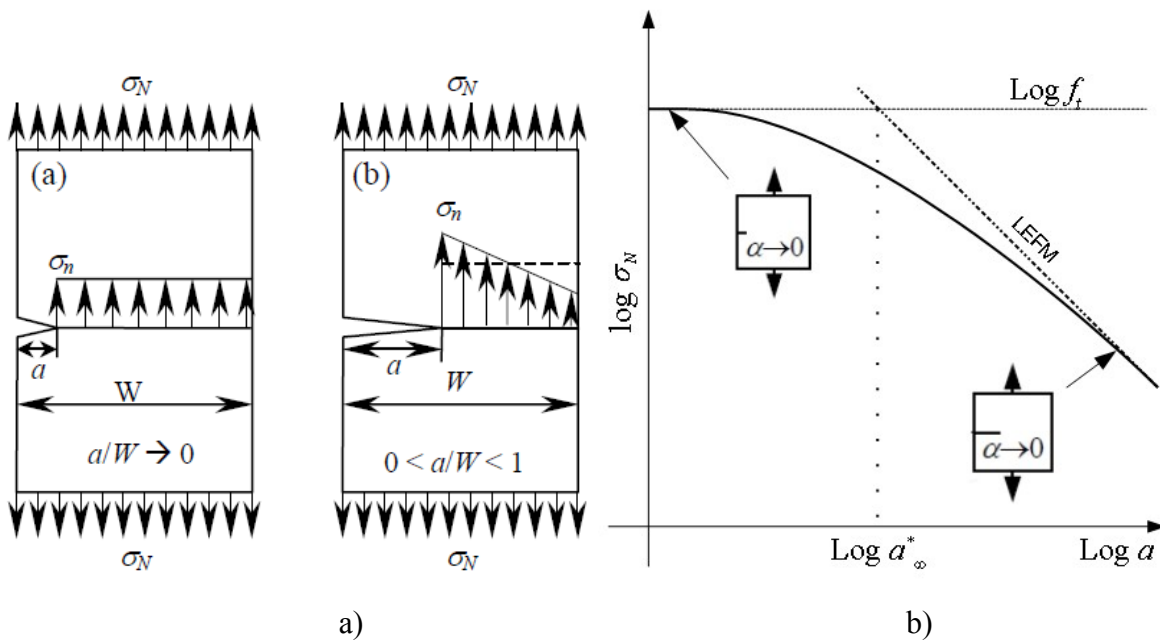 σN
σN
(a)
(b)
σn
σn
a
a
W
W
a/W → 0
0 < a/W < 1
σN
σN
a)
Log ft
LEFM
α→0
α→0
log σN
Log a*∞
Log a
b)